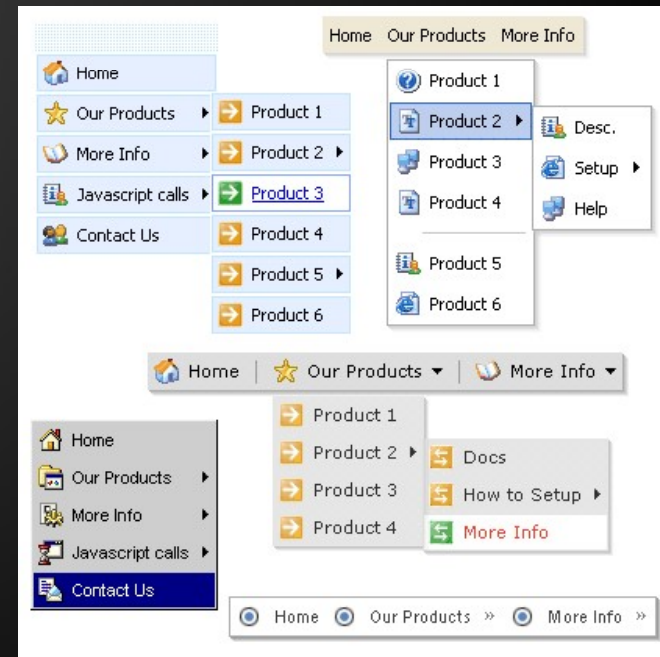 Home
Our Products
More Info
Javascript calls
Contact Us
Product 1
Product 2
Product 3
Product 4
Product 5
Product 6
Home Our Products More Info
Product 1
Product 2
Product 3
Product 4
Product 5
Product 6
Desc.
Setup
Help
Home | Our Products | More Info
Product 1
Product 2
Product 3
Product 4
Docs
How to Setup
More Info
Home
Our Products
More Info
Javascript calls
Contact Us
Home Our Products » More Info »